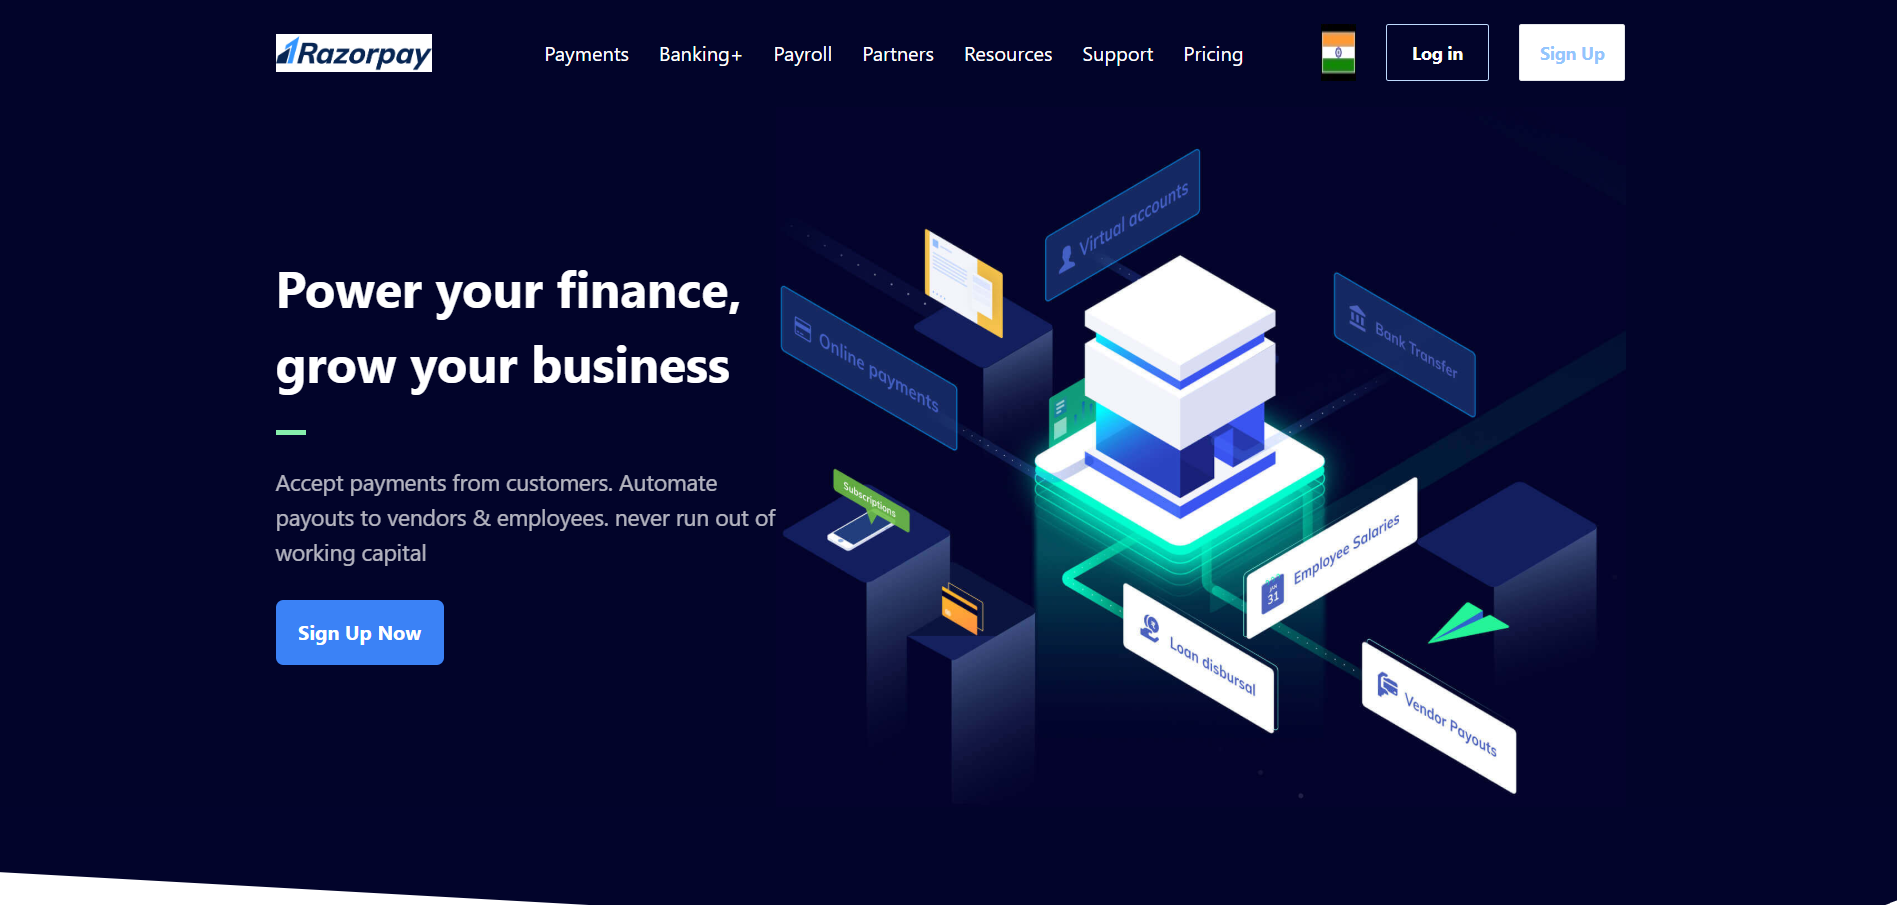 Razorpay
Payments
Banking+
Payroll
Partners
Resources
Support
Pricing
Log in
Sign Up
Power your finance,
grow your business
Accept payments from customers. Automate
payouts to vendors & employees. never run out of
working capital
Sign Up Now
Virtual accounts
Online payments
Bank Transfer
Subscriptions
Employee Salaries
JAN
31
Loan disbursal
Vendor Payouts